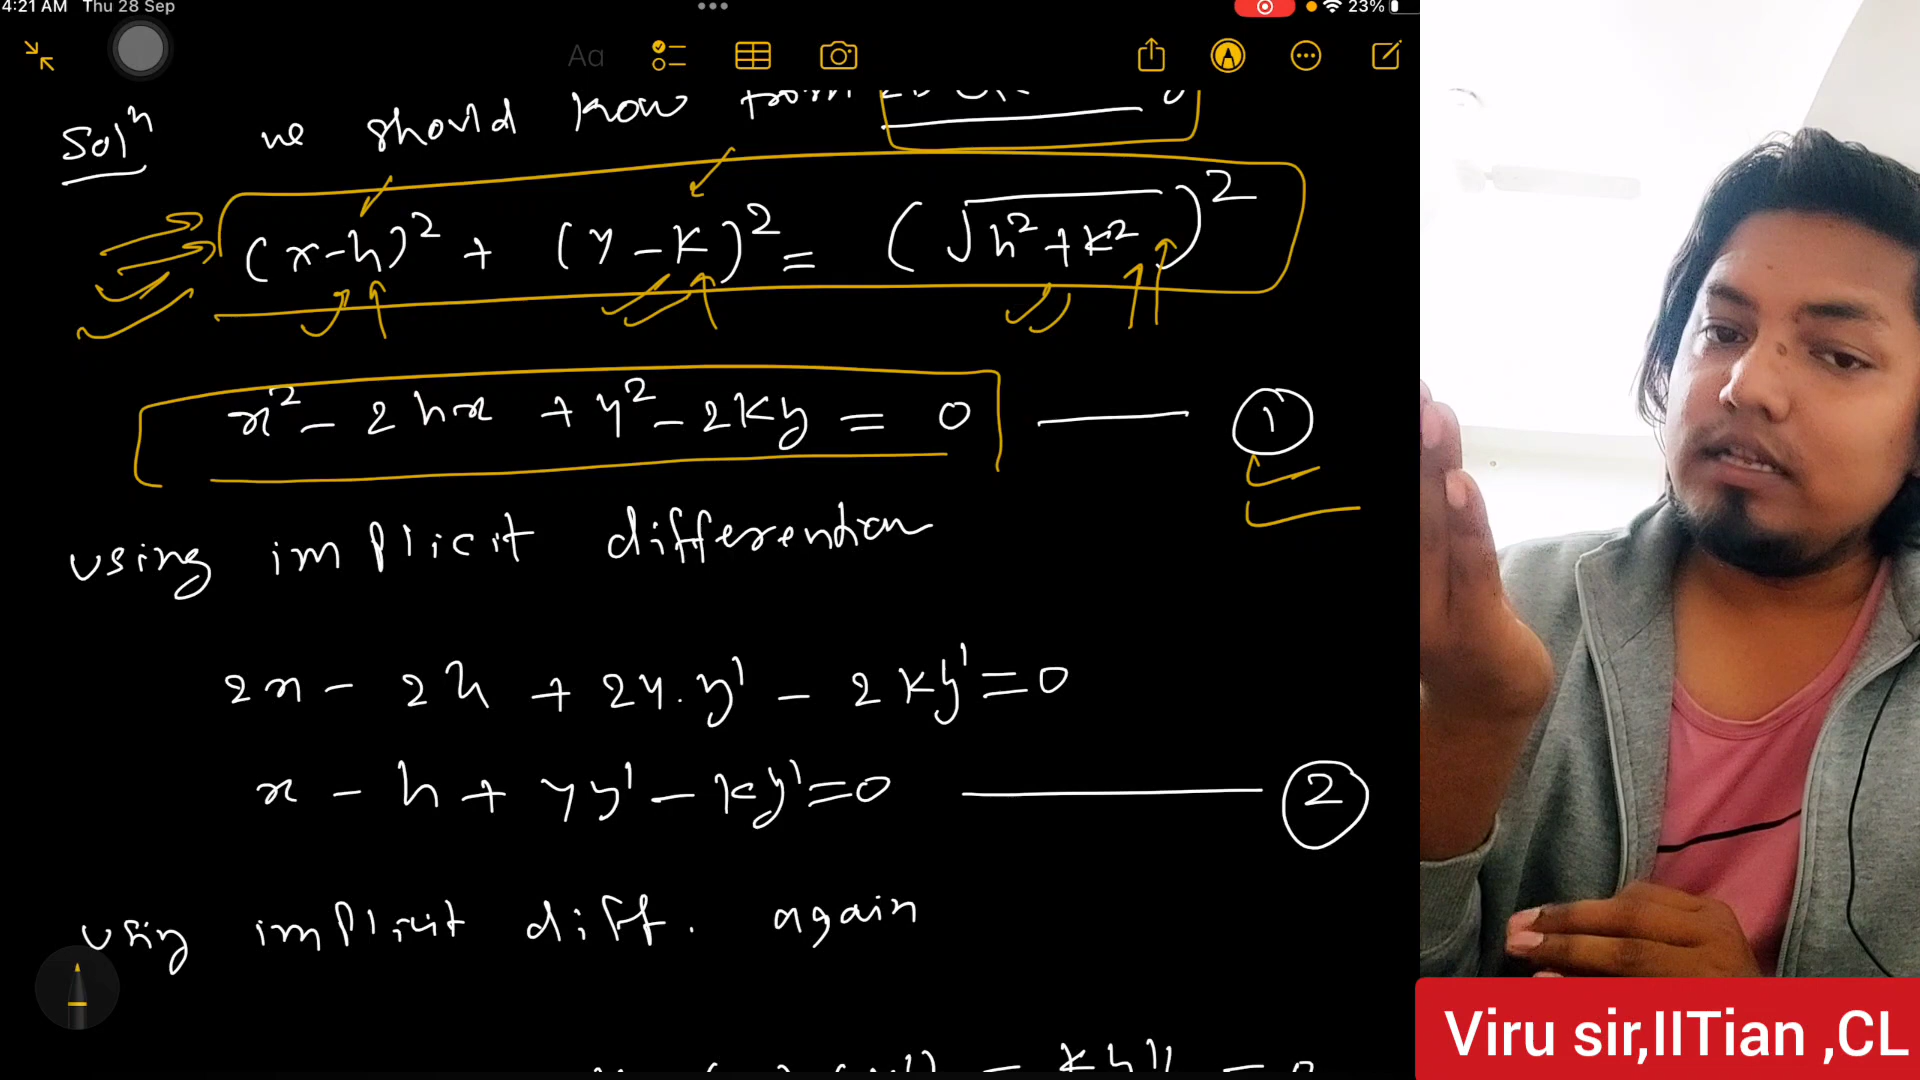 4:21 AM Thu 28 Sep
23%
Aa
Solⁿ we should know from
(x-h)² + (y-k)² = (√h²+k²)²
x² - 2hx + y² - 2ky = 0 ——— ①
using implicit differention
2x - 2h + 2y.y' - 2ky' = 0
x - h + yy' - ky' = 0 ——— ②
using implicit diff. again
Viru sir,IITian ,CL